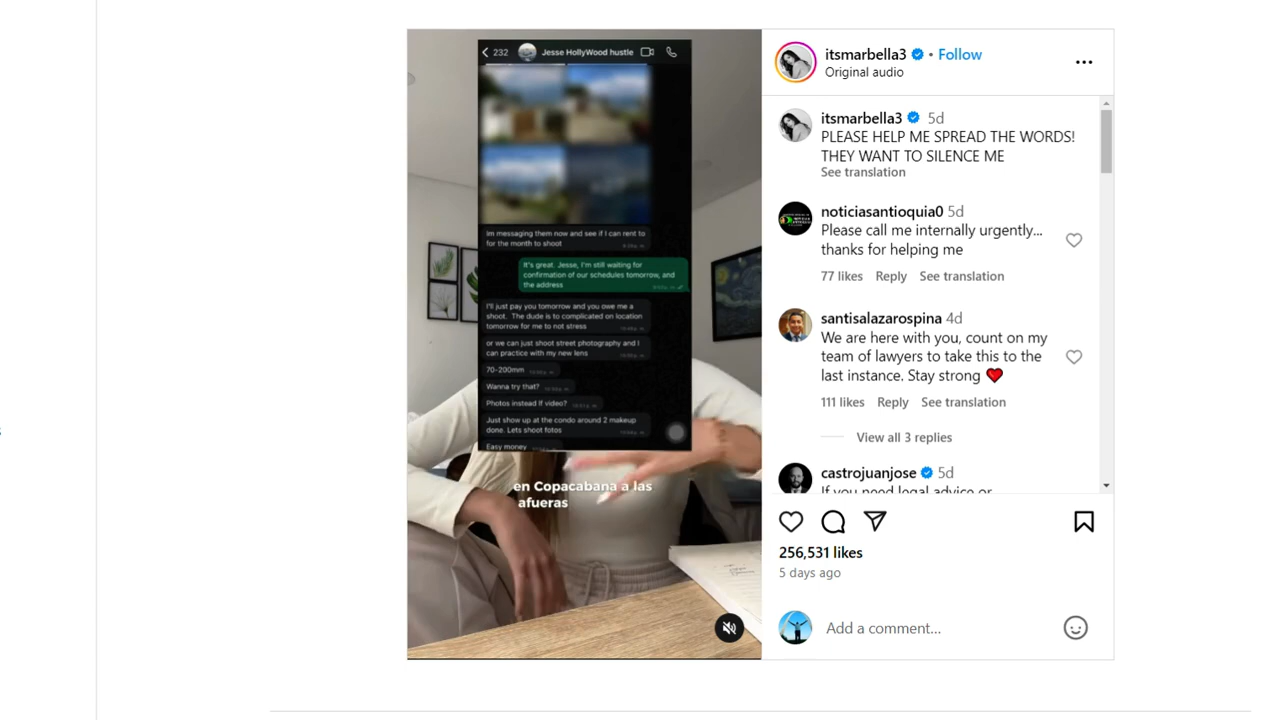 232
Jesse HollyWood hustle
Im messaging them now and see if I can rent to
for the month to shoot
It's great. Jesse, I'm still waiting for
confirmation of our schedules tomorrow, and
the address
I'll just pay you tomorrow and you owe me a
shoot. The dude is to complicated on location
tomorrow for me to not stress
or we can just shoot street photography and I
can practice with my new lens
70-200mm
Wanna try that?
Photos instead lf video?
Just show up at the condo around 2 makeup
done. Lets shoot fotos
Easy money
en Copacabana a las
afueras
itsmarbella3 • Follow
Original audio
itsmarbella3 5d
PLEASE HELP ME SPREAD THE WORDS!
THEY WANT TO SILENCE ME
See translation
noticiasantioquia0 5d
Please call me internally urgently...
thanks for helping me
77 likes Reply See translation
santisalazarospina 4d
We are here with you, count on my
team of lawyers to take this to the
last instance. Stay strong ❤️
111 likes Reply See translation
View all 3 replies
castrojuanjose 5d
If you need legal advice or
256,531 likes
5 days ago
Add a comment...